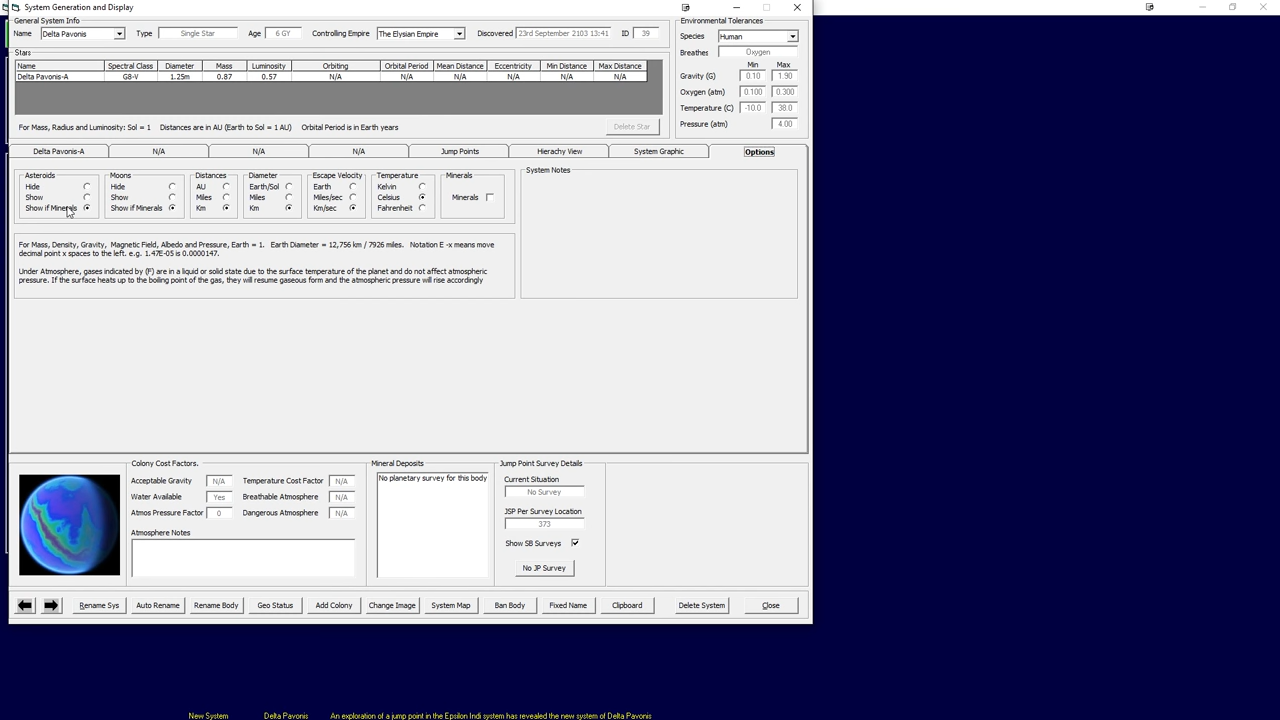 System Generation and Display
General System Info
Name Delta Pavonis Type Single Star Age 6 GY Controlling Empire The Elysian Empire Discovered 23rd September 2103 13:41 ID 39
Environmental Tolerances
Species Human
Breathes Oxygen
Min Max
Gravity (G) 0.10 1.90
Oxygen (atm) 0.100 0.300
Temperature (C) -10.0 38.0
Pressure (atm) 4.00
Stars
Name Spectral Class Diameter Mass Luminosity Orbiting Orbital Period Mean Distance Eccentricity Min Distance Max Distance
Delta Pavonis-A G8-V 1.25m 0.87 0.57 N/A N/A N/A N/A N/A N/A
For Mass, Radius and Luminosity: Sol = 1 Distances are in AU (Earth to Sol = 1 AU) Orbital Period is in Earth years Delete Star
Delta Pavonis-A N/A N/A N/A Jump Points Hierachy View System Graphic Options
Asteroids Moons Distances Diameter Escape Velocity Temperature Minerals
Hide Hide AU Earth/Sol Earth Kelvin
Show Show Miles Miles Miles/sec Celsius Minerals
Show if Minerals Show if Minerals Km Km Km/sec Fahrenheit
System Notes
For Mass, Density, Gravity, Magnetic Field, Albedo and Pressure, Earth = 1. Earth Diameter = 12,756 km / 7926 miles. Notation E -x means move
decimal point x spaces to the left. e.g. 1.47E-05 is 0.0000147.
Under Atmosphere, gases indicated by (F) are in a liquid or solid state due to the surface temperature of the planet and do not affect atmospheric
pressure. If the surface heats up to the boiling point of the gas, they will resume gaseous form and the atmospheric pressure will rise accordingly
Colony Cost Factors.
Acceptable Gravity N/A Temperature Cost Factor N/A
Water Available Yes Breathable Atmosphere N/A
Atmos Pressure Factor 0 Dangerous Atmosphere N/A
Atmosphere Notes
Mineral Deposits
No planetary survey for this body
Jump Point Survey Details
Current Situation
No Survey
JSP Per Survey Location
373
Show SB Surveys
No JP Survey
Rename Sys Auto Rename Rename Body Geo Status Add Colony Change Image System Map Ban Body Fixed Name Clipboard Delete System Close
New System Delta Pavonis An exploration of a jump point in the Epsilon Indi system has revealed the new system of Delta Pavonis